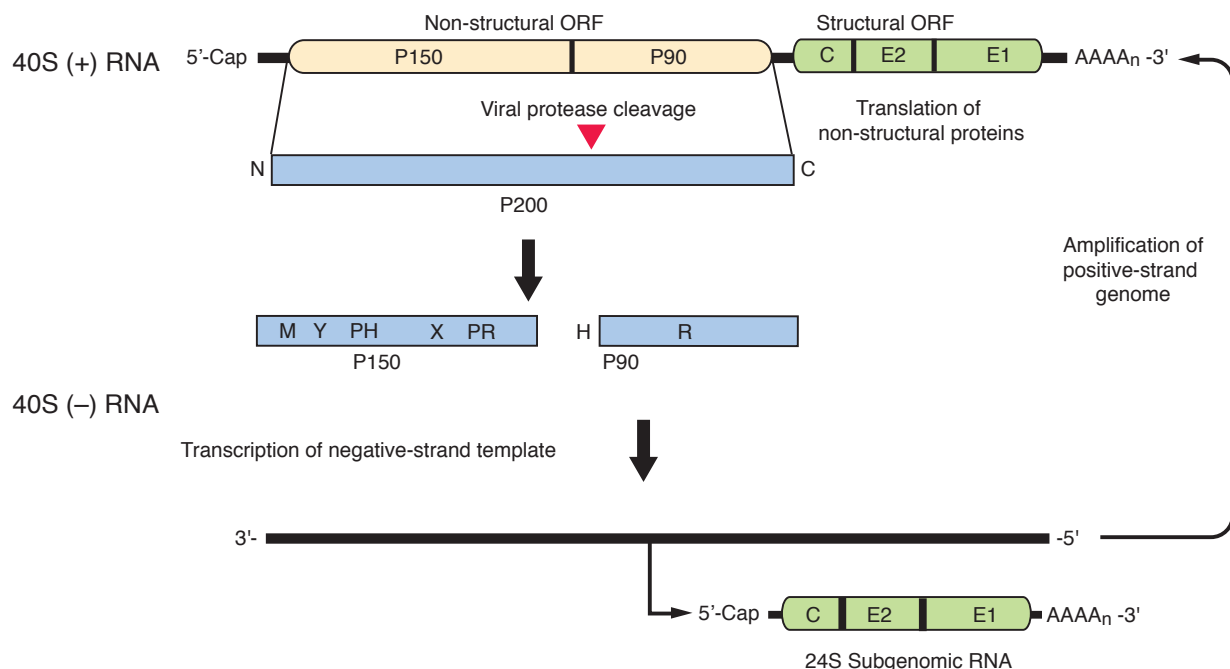 Non-structural ORF
Structural ORF
40S (+) RNA
5'-Cap
P150
P90
C
E2
E1
AAAAn -3'
Viral protease cleavage
Translation of
non-structural proteins
N
C
P200
Amplification of
positive-strand
genome
M Y PH X PR
H
R
P150
P90
40S (–) RNA
Transcription of negative-strand template
3'-
-5'
5'-Cap
C
E2
E1
AAAAn -3'
24S Subgenomic RNA